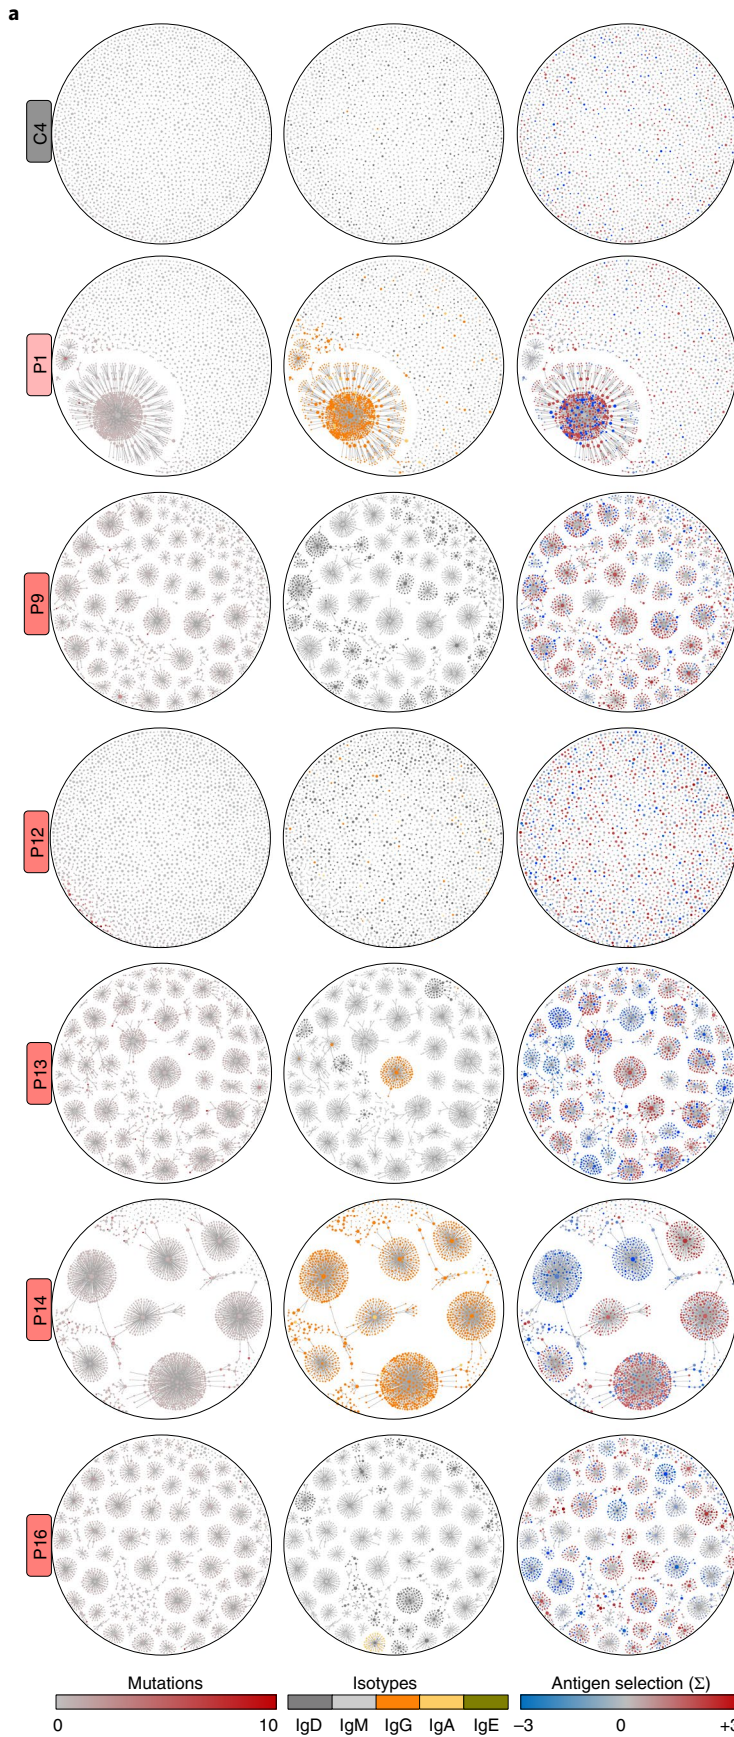 a
C4
P1
P9
P12
P13
P14
P16
Mutations
0 10
Isotypes
IgD IgM IgG IgA IgE
Antigen selection (Σ)
−3 0 +3